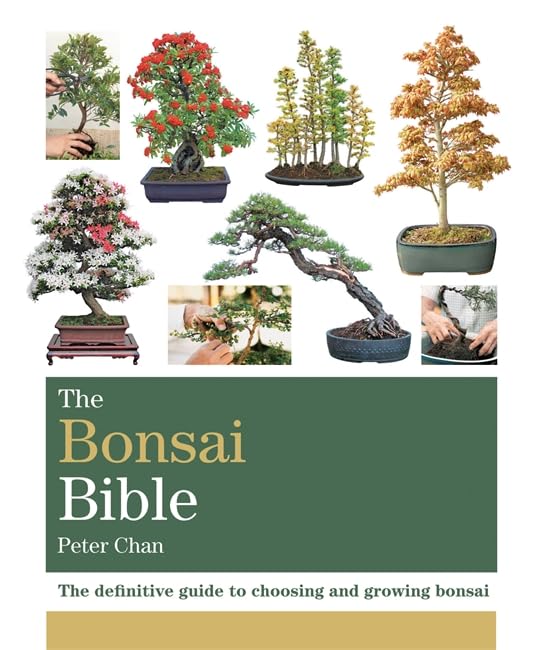 The
Bonsai
Bible
Peter Chan
The definitive guide to choosing and growing bonsai